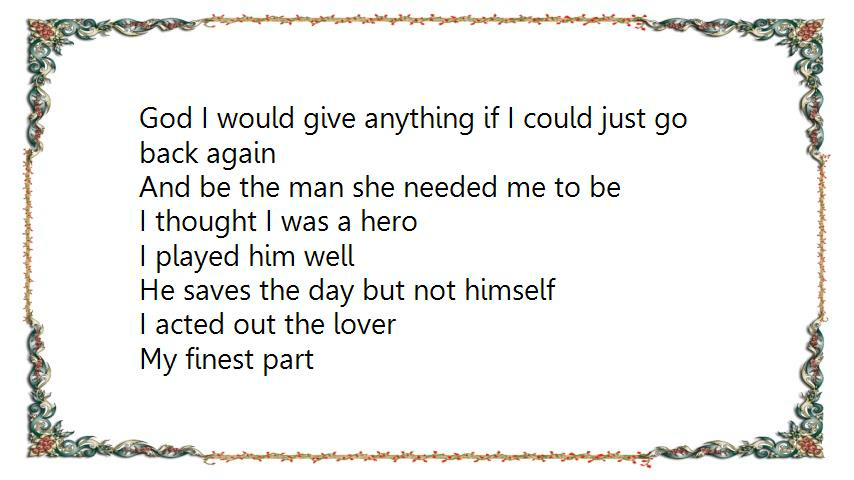 God I would give anything if I could just go
back again
And be the man she needed me to be
I thought I was a hero
I played him well
He saves the day but not himself
I acted out the lover
My finest part